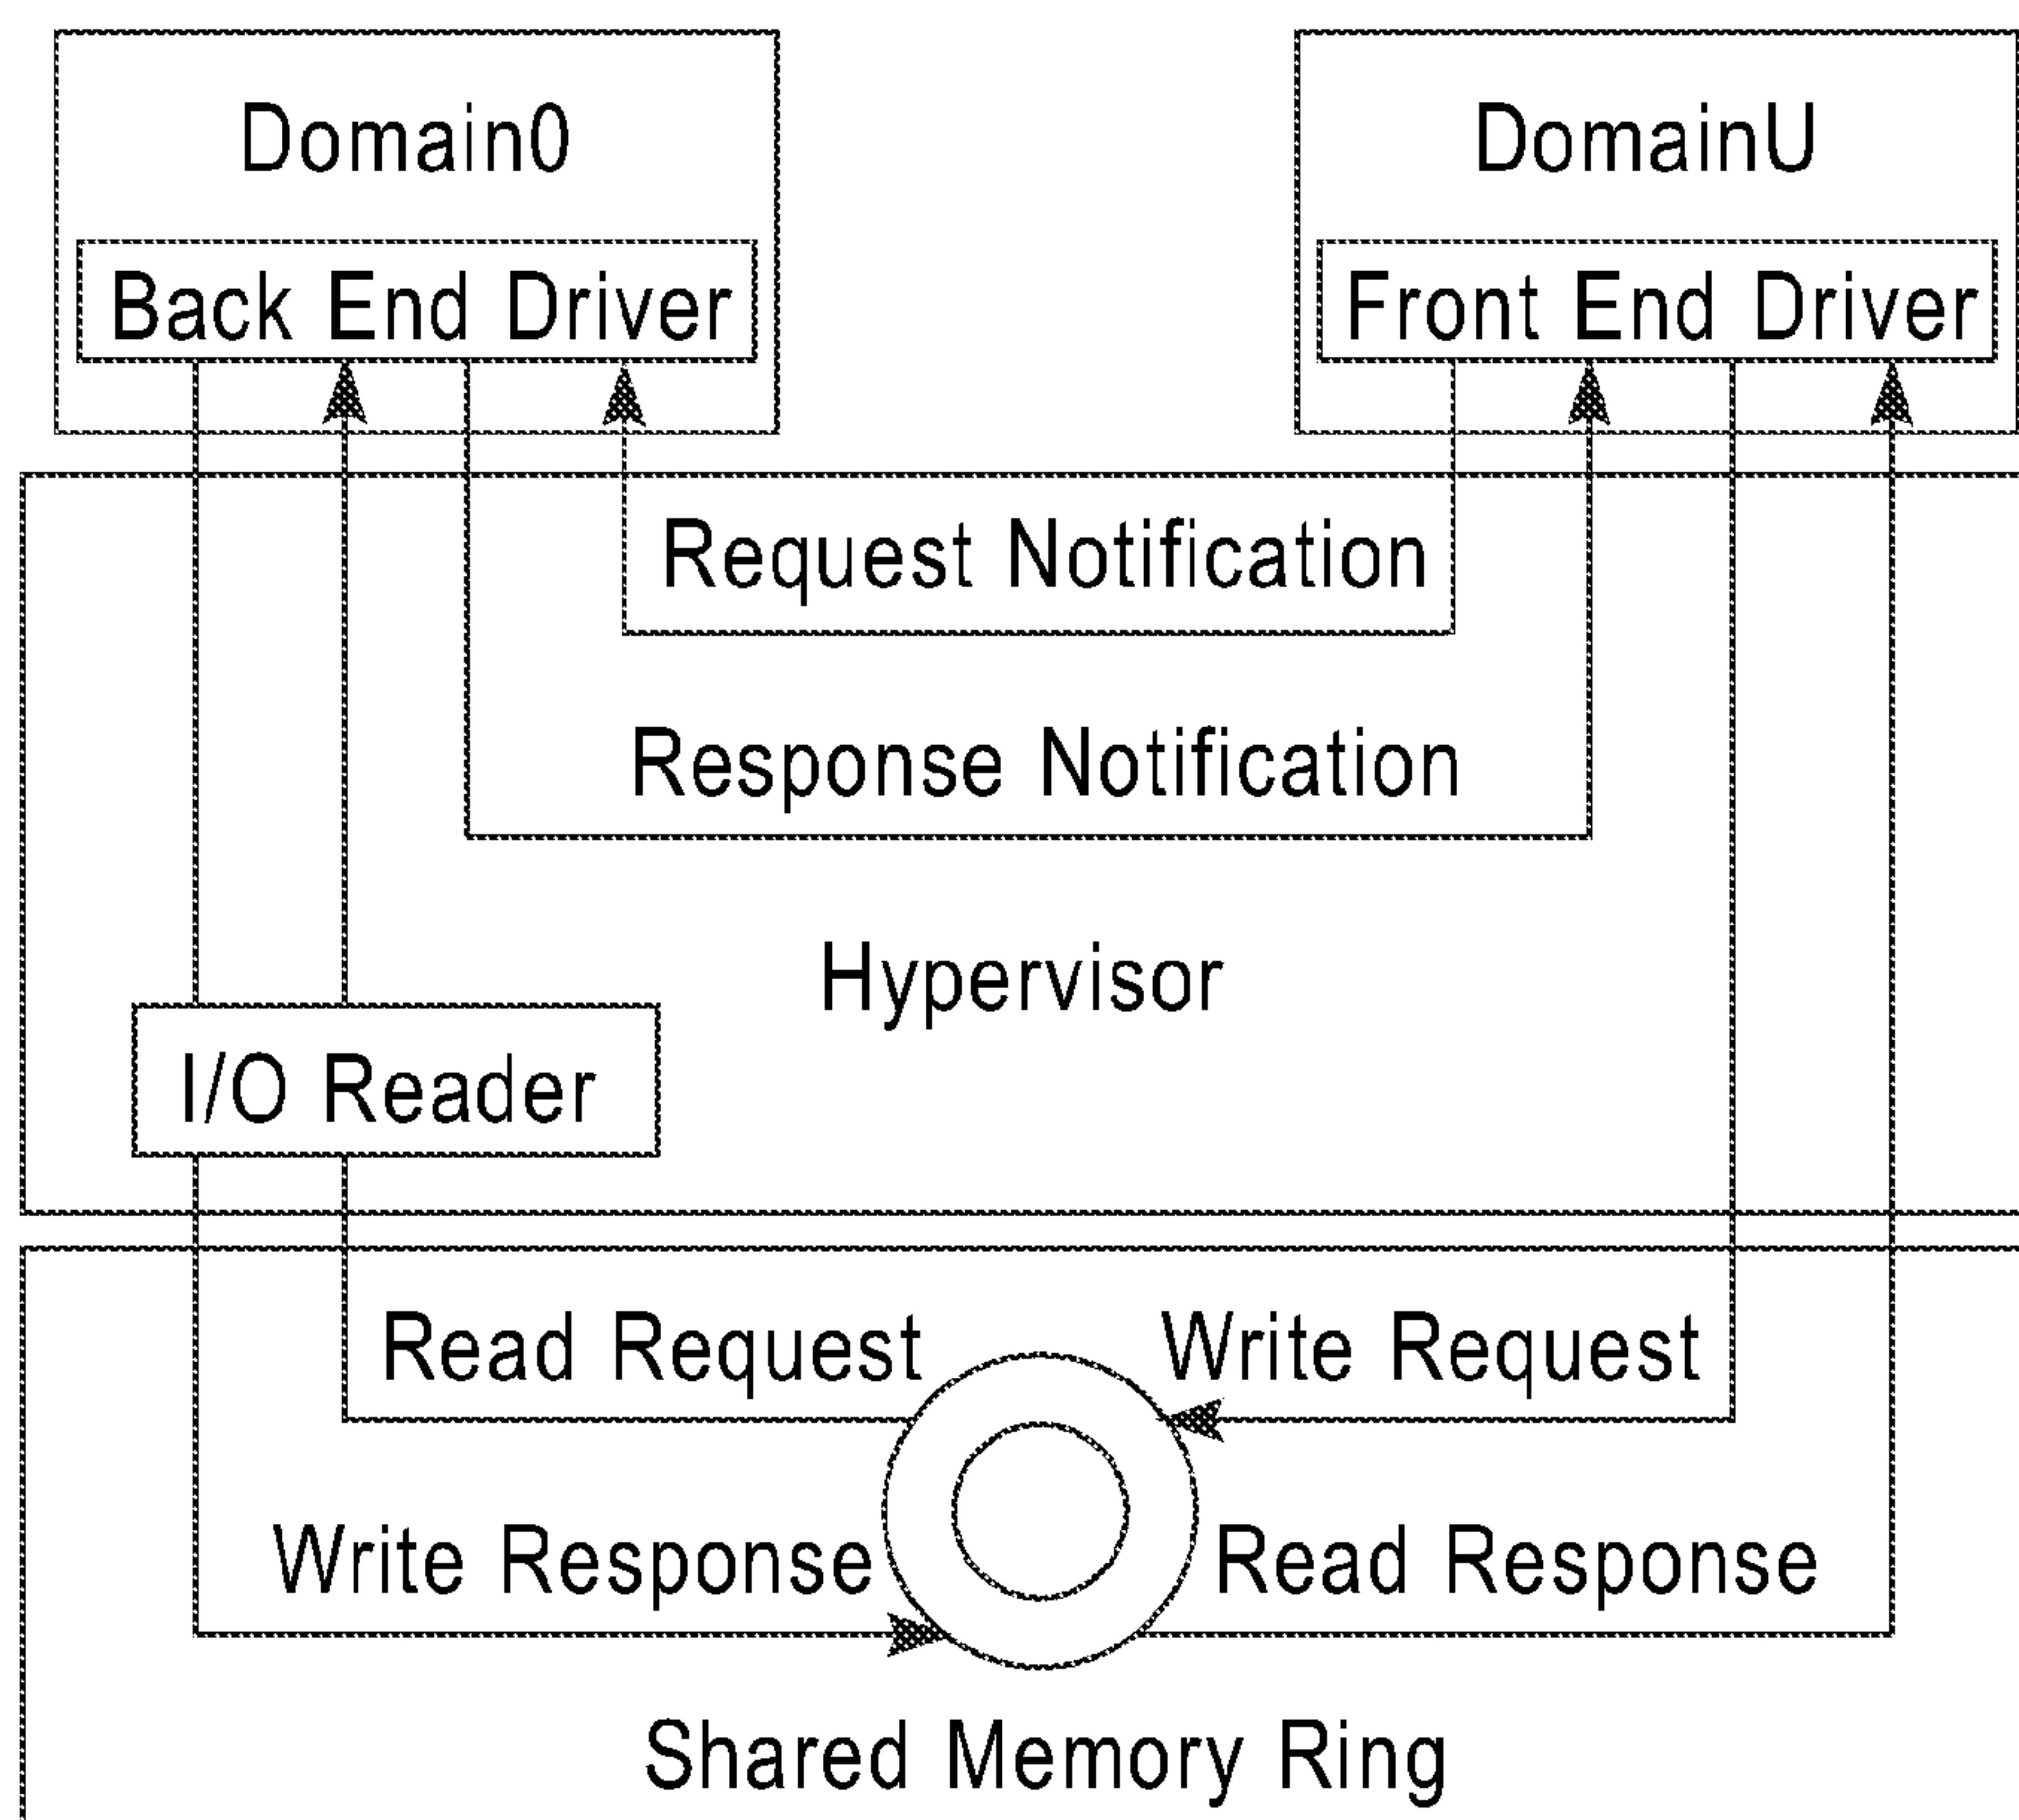 Domain0
DomainU
Back End Driver
Front End Driver
Request Notification
Response Notification
Hypervisor
I/O Reader
Read Request
Write Request
Write Response
Read Response
Shared Memory Ring